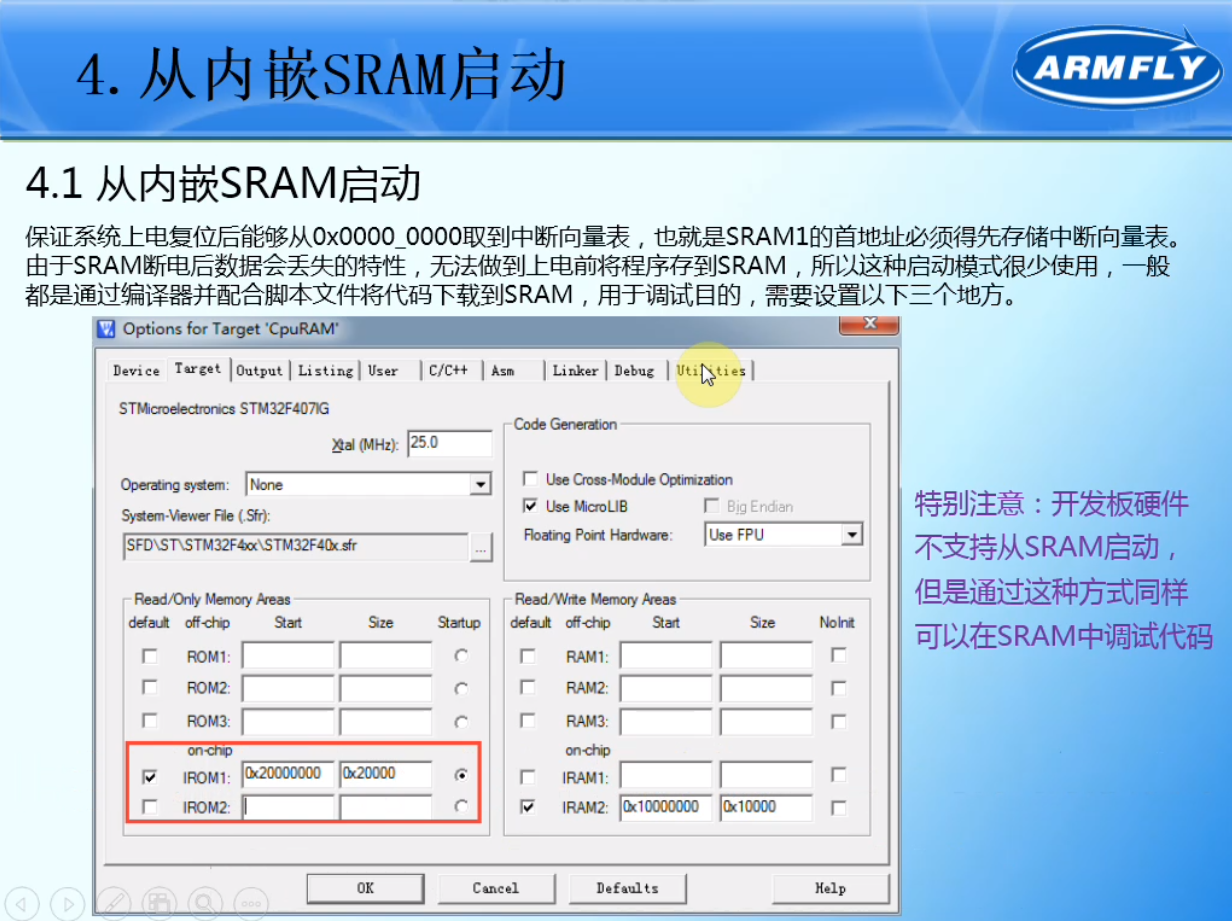 4.从内嵌SRAM启动
ARMFLY
4.1 从内嵌SRAM启动
保证系统上电复位后能够从0x0000_0000取到中断向量表，也就是SRAM1的首地址必须得先存储中断向量表。
由于SRAM断电后数据会丢失的特性，无法做到上电前将程序存到SRAM，所以这种启动模式很少使用，一般
都是通过编译器并配合脚本文件将代码下载到SRAM，用于调试目的，需要设置以下三个地方。
Options for Target 'CpuRAM'
Device Target Output Listing User C/C++ Asm Linker Debug Utilities
STMicroelectronics STM32F407IG
Xtal (MHz): 25.0
Operating system: None
System-Viewer File (.Sfr):
SFD\ST\STM32F4xx\STM32F40x.sfr ...
Code Generation
Use Cross-Module Optimization
Use MicroLIB Big Endian
Floating Point Hardware: Use FPU
特别注意：开发板硬件
不支持从SRAM启动，
但是通过这种方式同样
可以在SRAM中调试代码
Read/Only Memory Areas
default off-chip Start Size Startup
ROM1:
ROM2:
ROM3:
on-chip
IROM1: 0x20000000 0x20000
IROM2:
Read/Write Memory Areas
default off-chip Start Size NoInit
RAM1:
RAM2:
RAM3:
on-chip
IRAM1:
IRAM2: 0x10000000 0x10000
OK Cancel Defaults Help